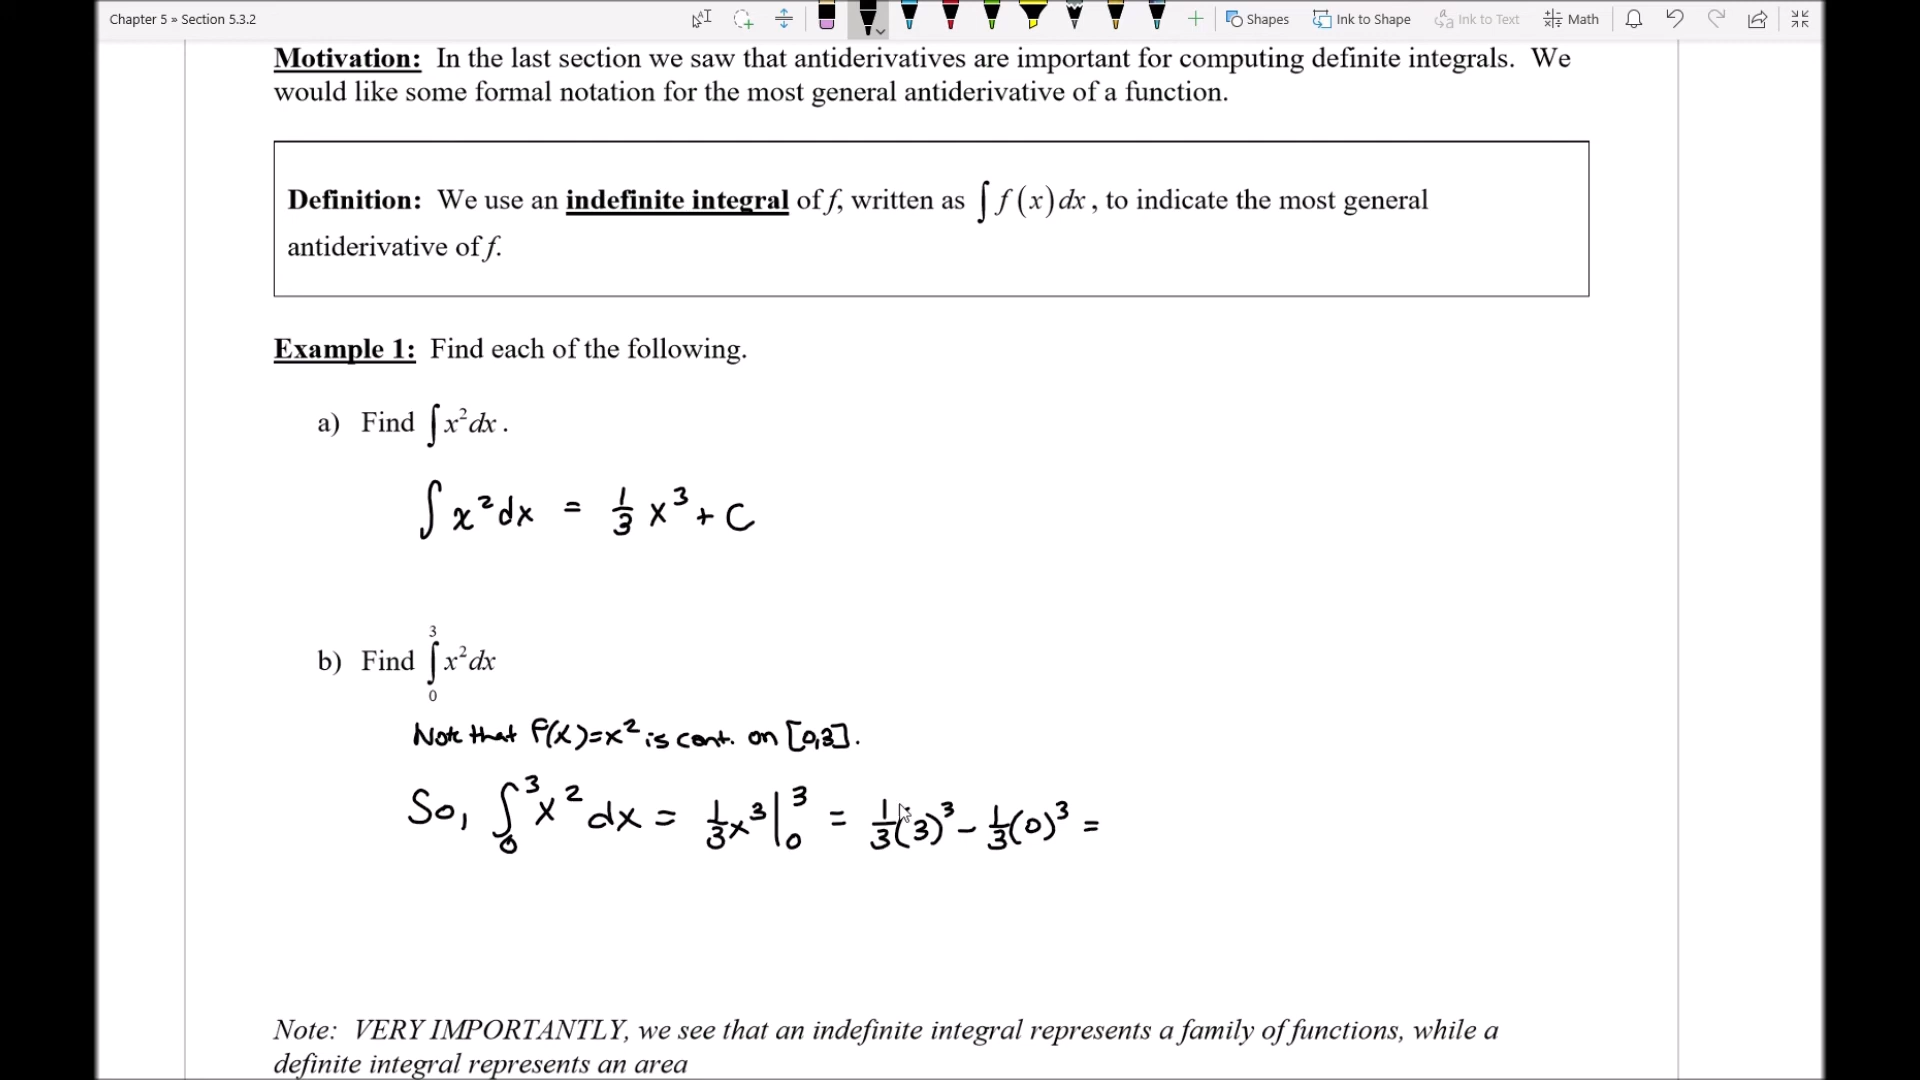 Chapter 5 » Section 5.3.2
Shapes
Ink to Shape
Ink to Text
Math
Motivation: In the last section we saw that antiderivatives are important for computing definite integrals. We
would like some formal notation for the most general antiderivative of a function.
Definition: We use an indefinite integral of f, written as ∫ f(x)dx, to indicate the most general
antiderivative of f.
Example 1: Find each of the following.
a) Find ∫ x²dx.
∫ x²dx = 1/3 x³ + C
b) Find ∫₀³ x²dx
Note that f(x)=x² is cont. on [0,3].
So, ∫₀³ x² dx = 1/3 x³ |₀³ = 1/3(3)³ - 1/3(0)³ =
Note: VERY IMPORTANTLY, we see that an indefinite integral represents a family of functions, while a
definite integral represents an area